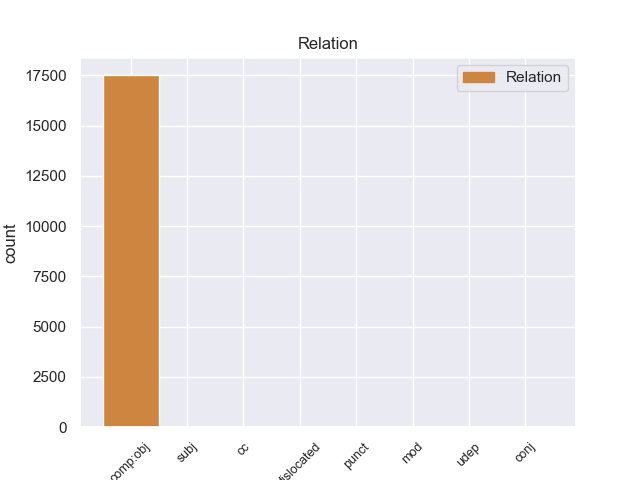 Relation
Relation
17500
15000
12500
10000
7500
5000
2500
0
count
comp:obj
subj
cc
islocated
punct
mod
udep
conj